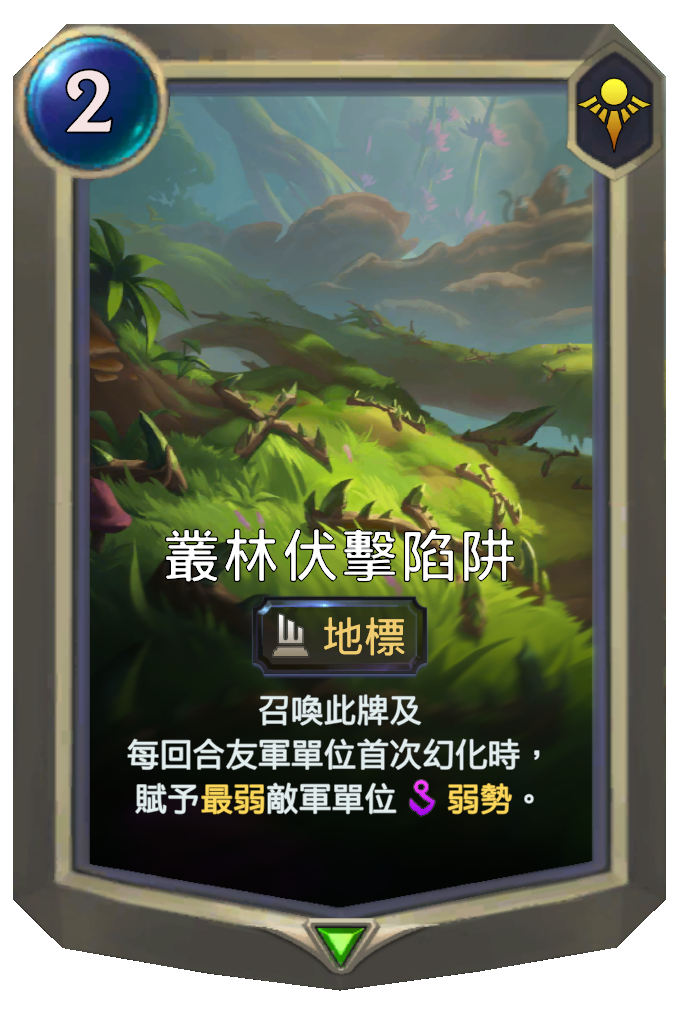 2
叢林伏擊陷阱
地標
召喚此牌及
每回合友軍單位首次幻化時，
賦予最弱敵軍單位 弱勢。